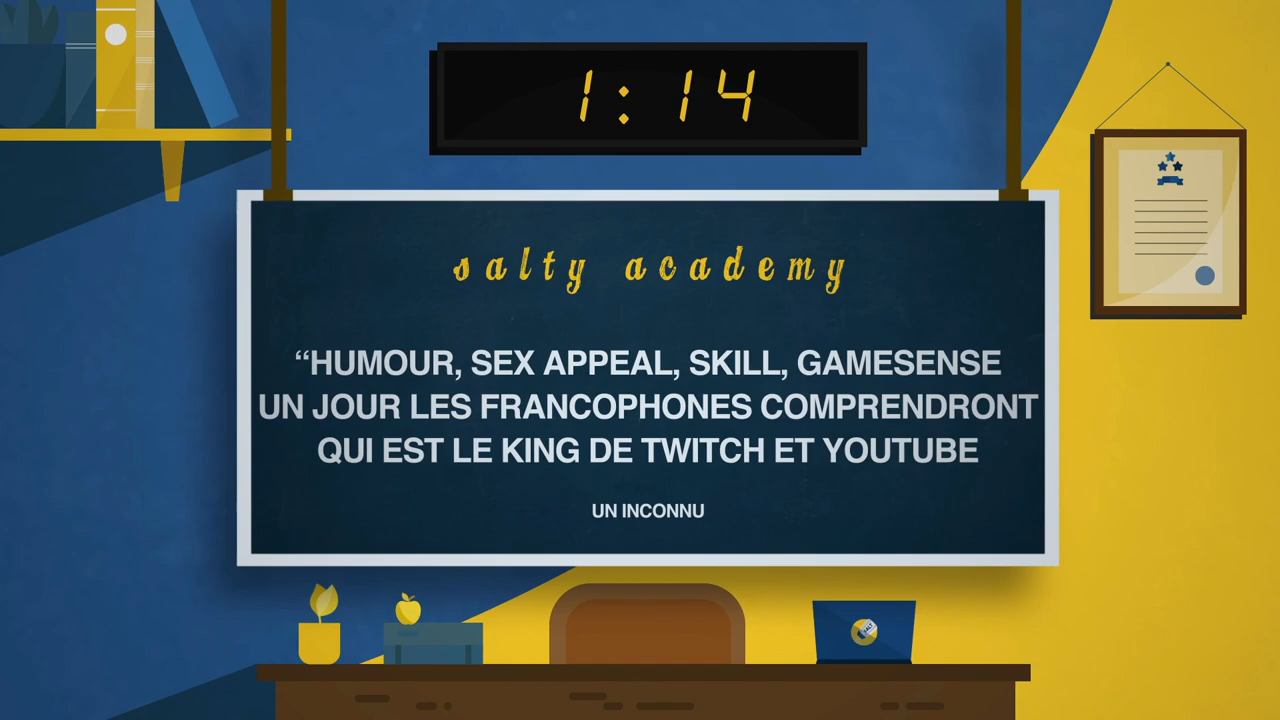 1:14
salty academy
“HUMOUR, SEX APPEAL, SKILL, GAMESENSE
UN JOUR LES FRANCOPHONES COMPRENDRONT
QUI EST LE KING DE TWITCH ET YOUTUBE
UN INCONNU